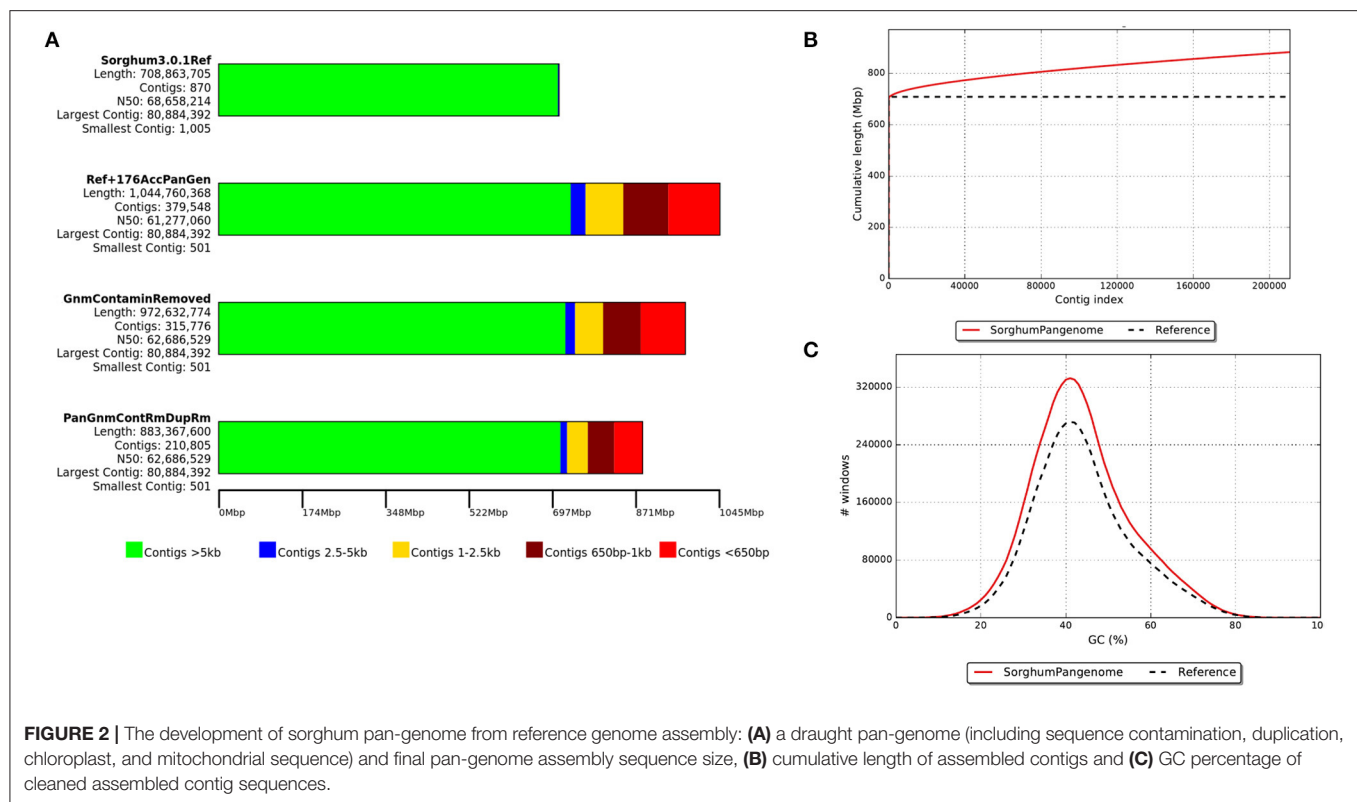 A
Sorghum3.0.1Ref
Length: 708,863,705
Contigs: 870
N50: 68,658,214
Largest Contig: 80,884,392
Smallest Contig: 1,005
Ref+176AccPanGen
Length: 1,044,760,368
Contigs: 379,548
N50: 61,277,060
Largest Contig: 80,884,392
Smallest Contig: 501
GnmContaminRemoved
Length: 972,632,774
Contigs: 315,776
N50: 62,686,529
Largest Contig: 80,884,392
Smallest Contig: 501
PanGnmContRmDupRm
Length: 883,367,600
Contigs: 210,805
N50: 62,686,529
Largest Contig: 80,884,392
Smallest Contig: 501
0Mbp 174Mbp 348Mbp 522Mbp 697Mbp 871Mbp 1045Mbp
Contigs >5kb Contigs 2.5-5kb Contigs 1-2.5kb Contigs 650bp-1kb Contigs <650bp
B
Cumulative length (Mbp)
800
600
400
200
0
40000 80000 120000 160000 200000
Contig index
SorghumPangenome Reference
C
# windows
320000
240000
160000
80000
0
0 20 40 60 80 10
GC (%)
SorghumPangenome Reference
FIGURE 2 | The development of sorghum pan-genome from reference genome assembly: (A) a draught pan-genome (including sequence contamination, duplication,
chloroplast, and mitochondrial sequence) and final pan-genome assembly sequence size, (B) cumulative length of assembled contigs and (C) GC percentage of
cleaned assembled contig sequences.